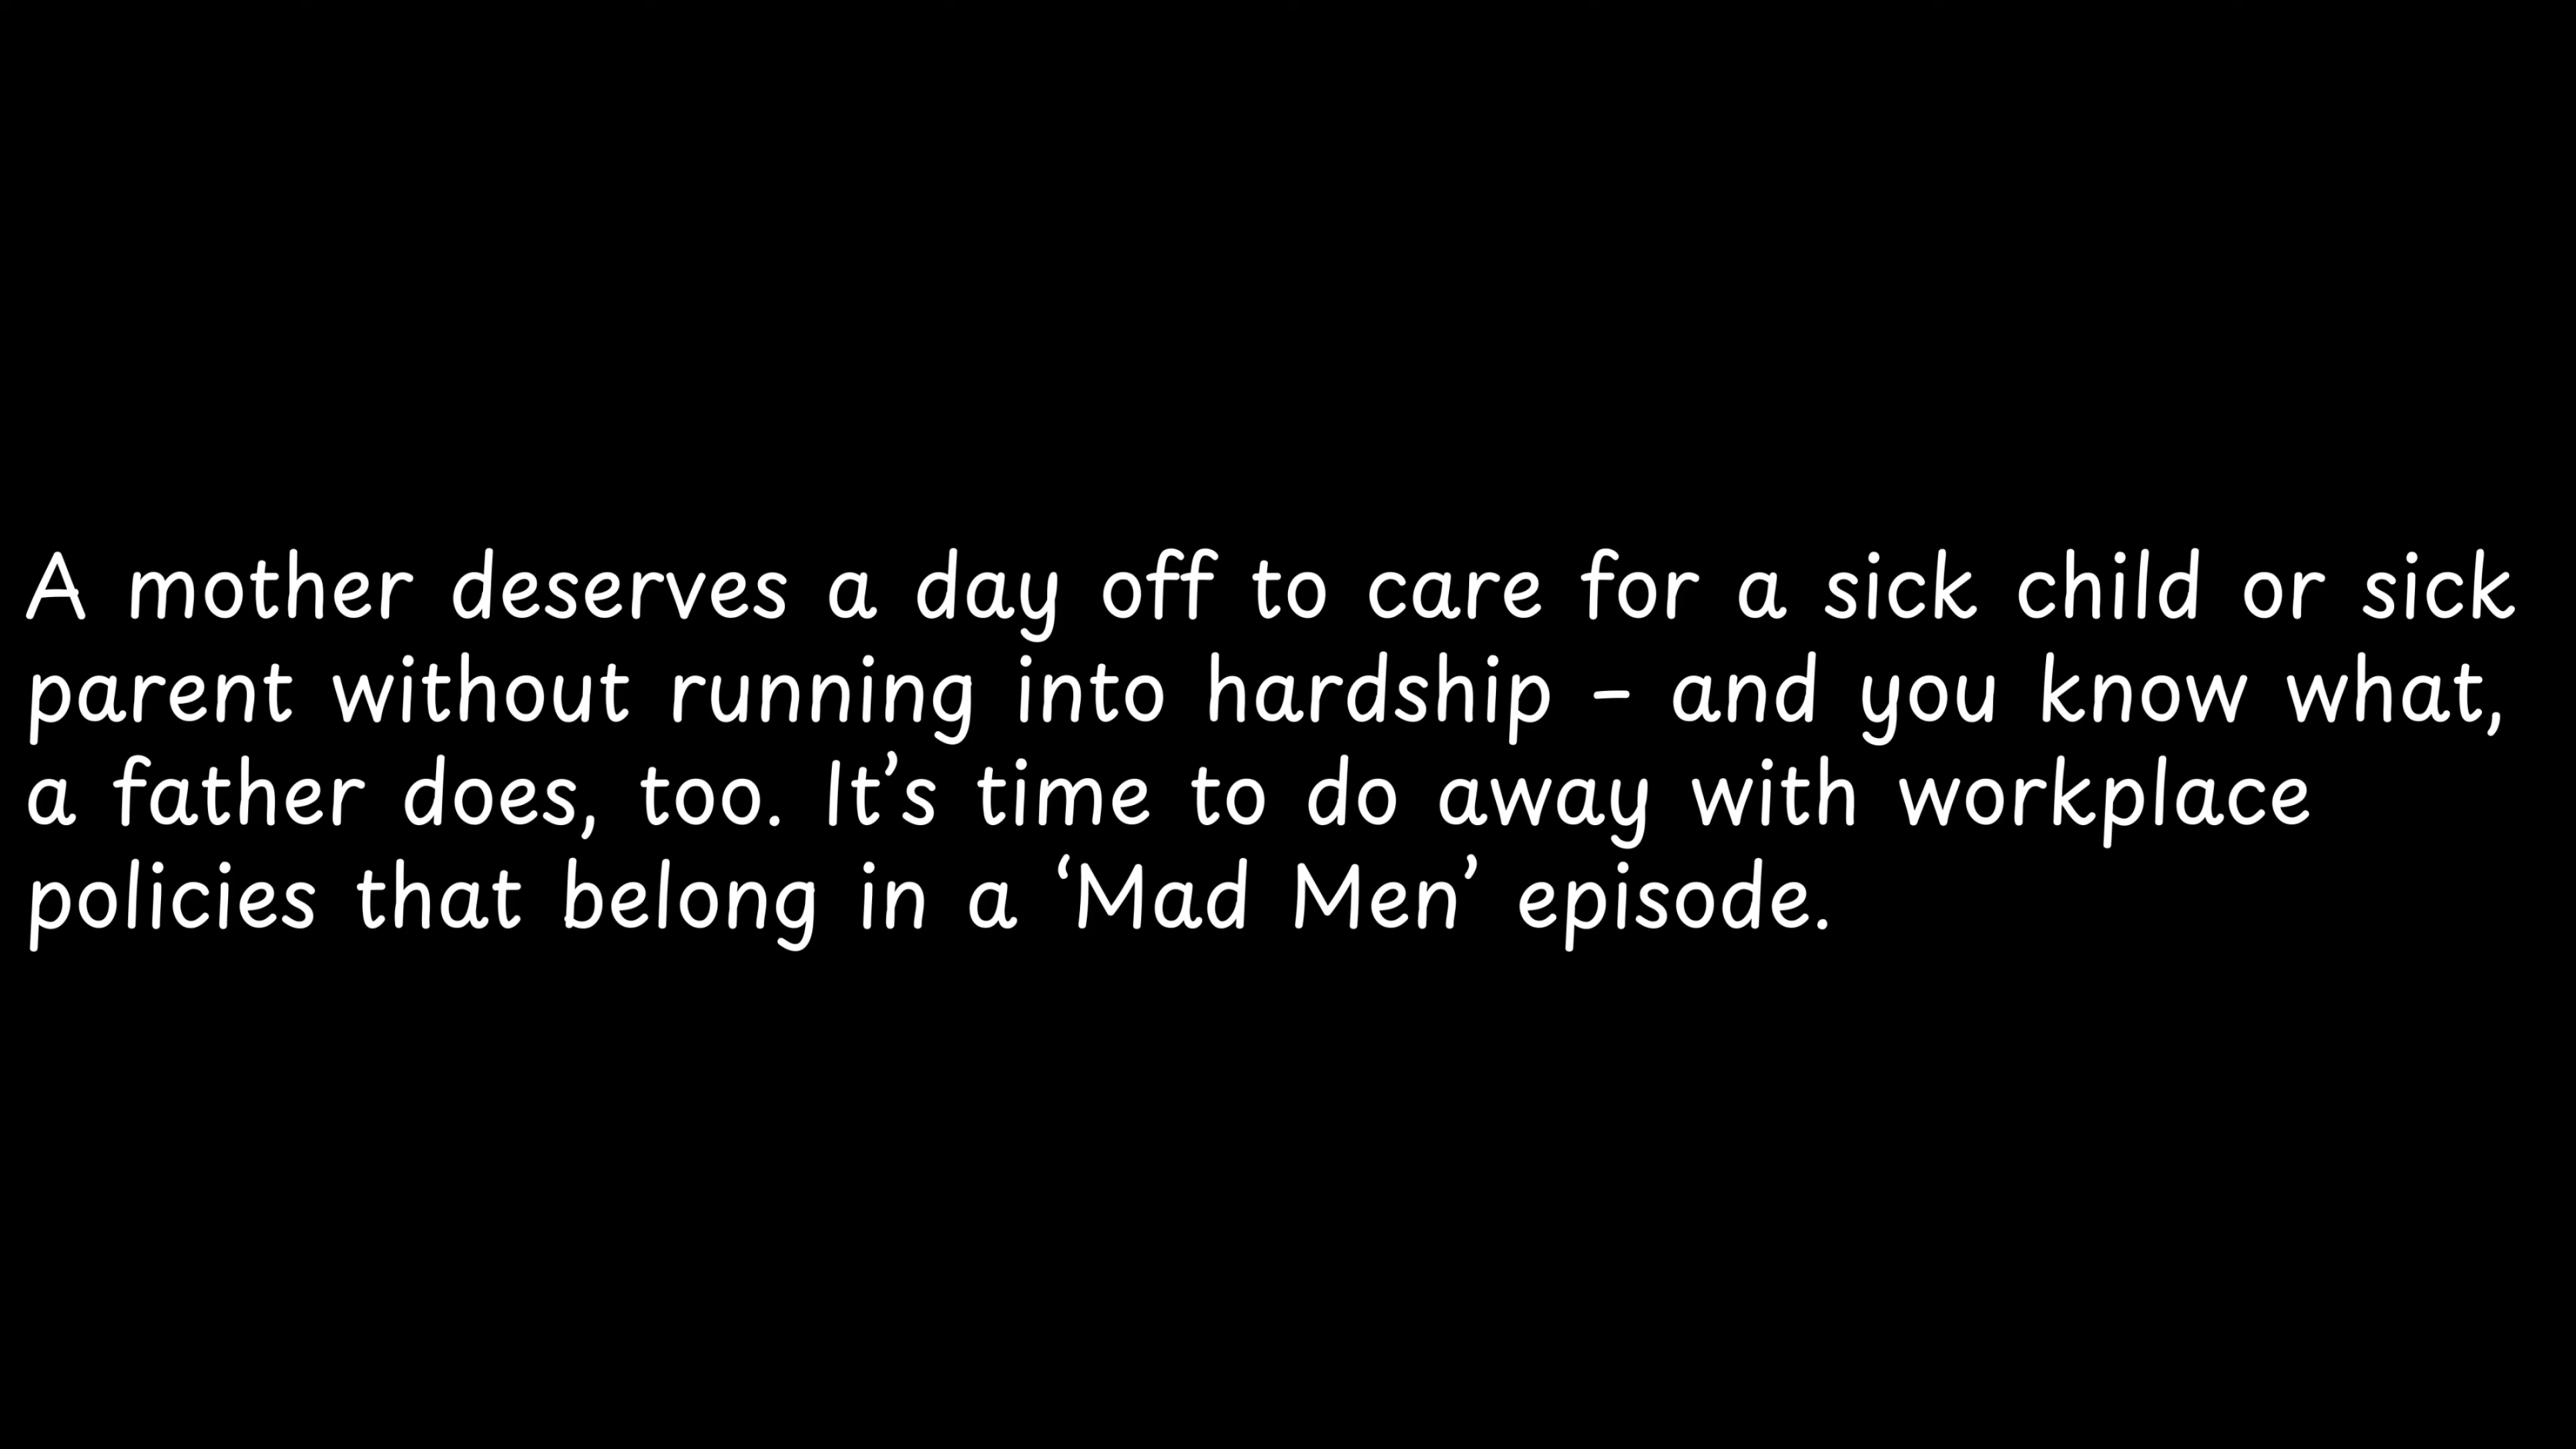 A mother deserves a day off to care for a sick child or sick
parent without running into hardship – and you know what,
a father does, too. It’s time to do away with workplace
policies that belong in a ‘Mad Men’ episode.